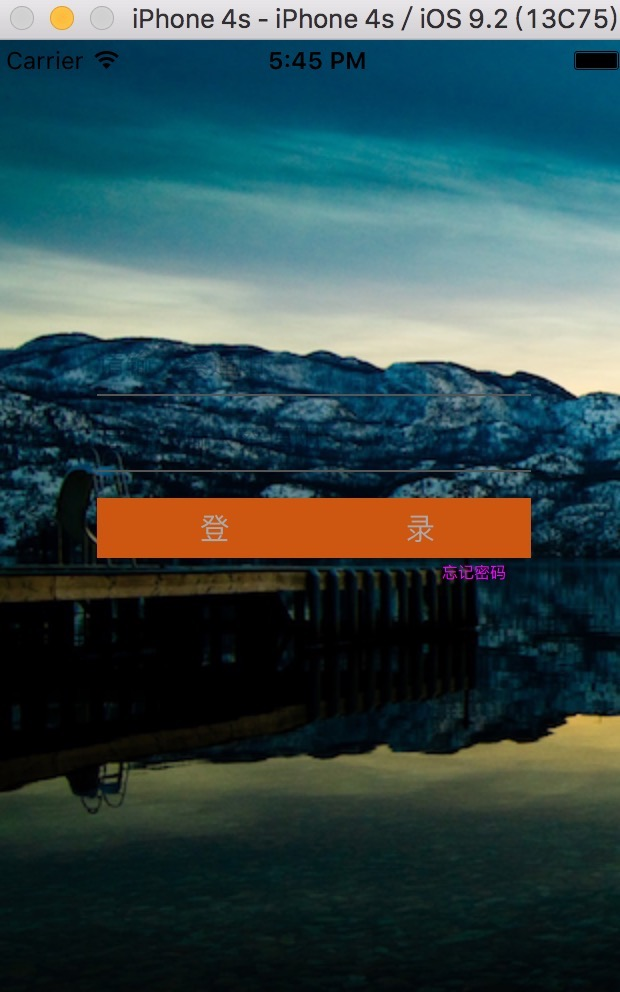 iPhone 4s - iPhone 4s / iOS 9.2 (13C75)
Carrier 5:45 PM
登 录
忘记密码